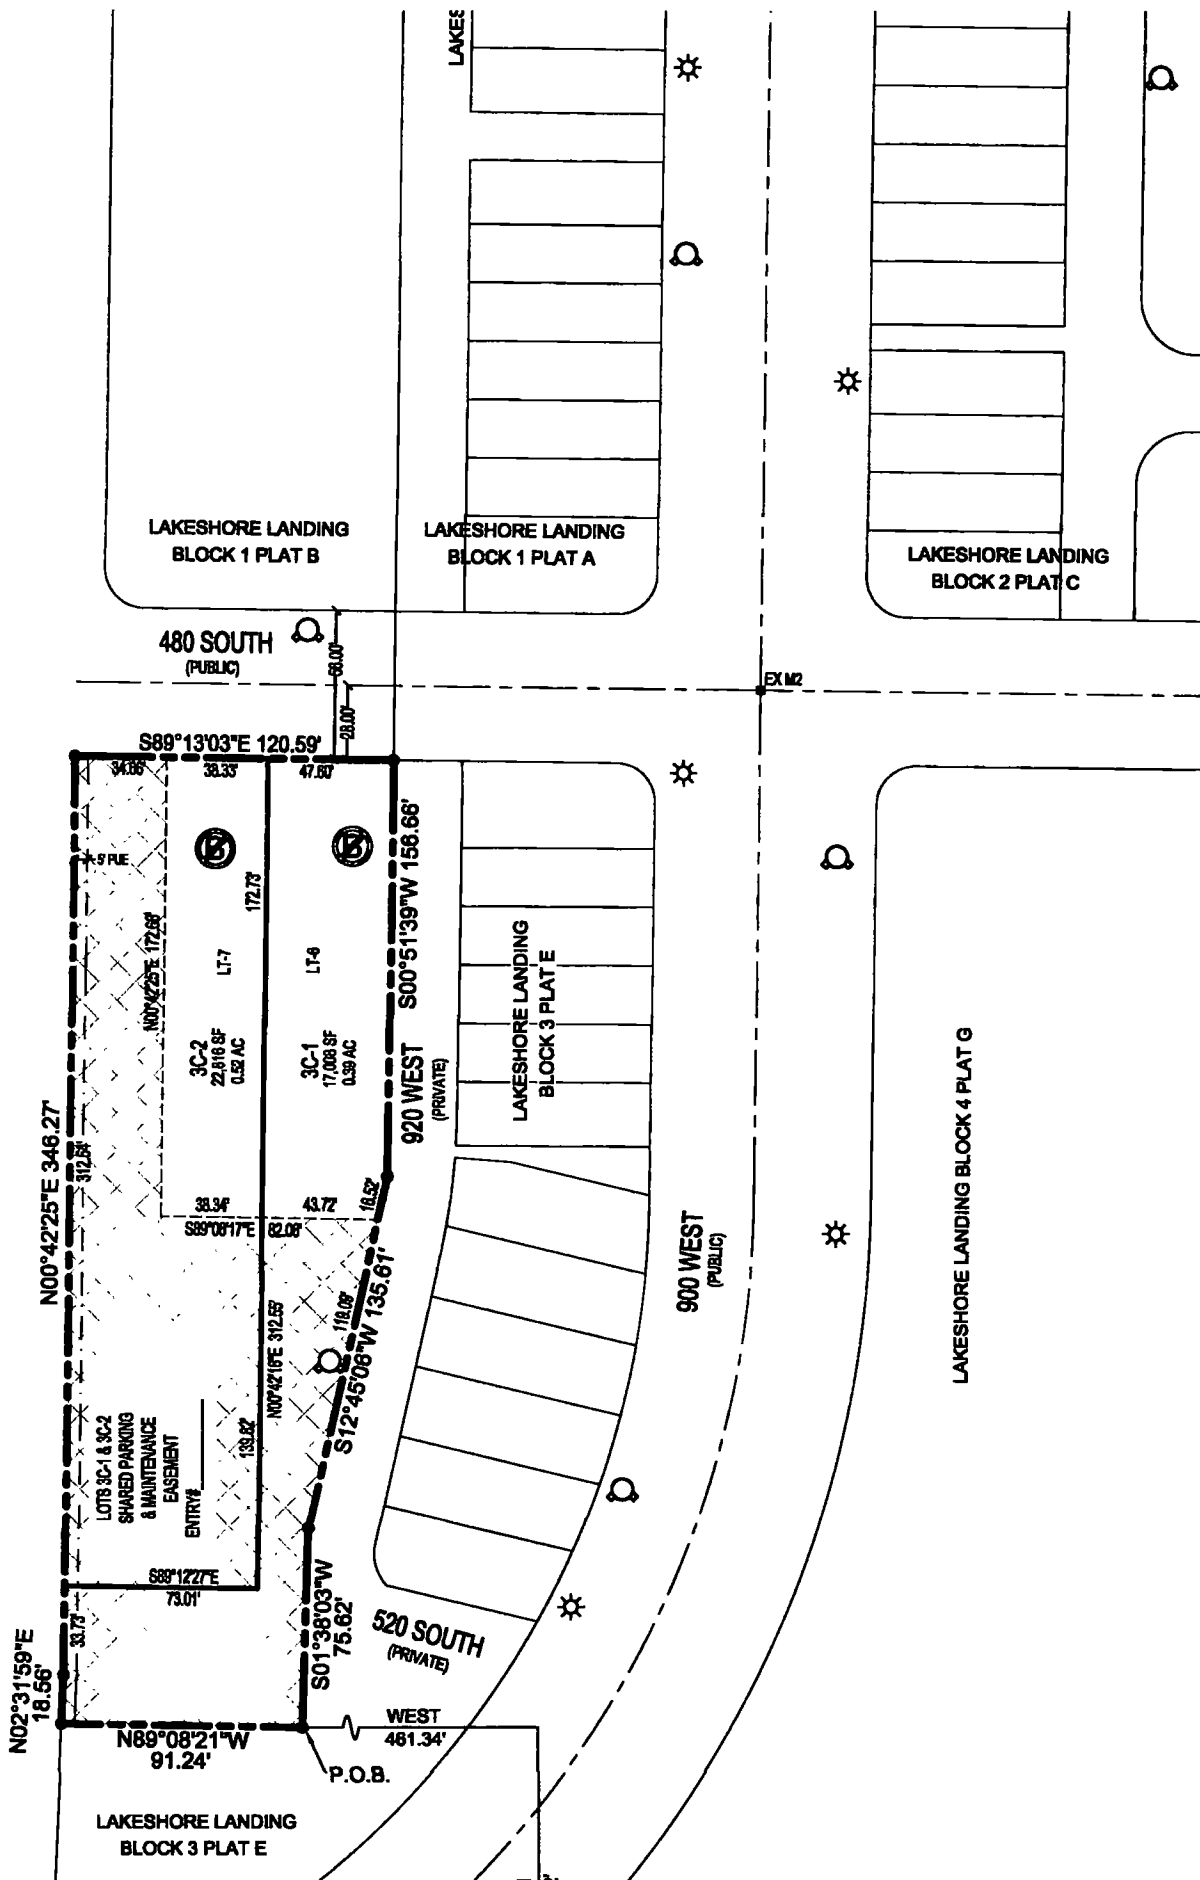 LAKES
LAKESHORE LANDING
BLOCK 1 PLAT B
LAKESHORE LANDING
BLOCK 1 PLAT A
LAKESHORE LANDING
BLOCK 2 PLAT C
480 SOUTH
(PUBLIC)
56.00'
28.00'
EX M2
S89°13'03"E 120.59'
34.66'
38.33'
47.60'
5' PUE
172.73'
N00°42'25"E 172.68'
LT-7
LT-6
S00°51'39"W 156.66'
3C-2
22,616 SF
0.52 AC
3C-1
17,008 SF
0.39 AC
920 WEST
(PRIVATE)
LAKESHORE LANDING
BLOCK 3 PLAT E
N00°42'25"E 346.27'
312.64'
38.34'
43.72'
16.52'
S89°08'17"E
82.06'
900 WEST
(PUBLIC)
LAKESHORE LANDING BLOCK 4 PLAT G
119.09'
S12°45'06"W 135.61'
N00°42'16"E 312.55'
139.82'
LOTS 3C-1 & 3C-2
SHARED PARKING
& MAINTENANCE
EASEMENT
ENTRY#
S89°12'27"E
73.01'
33.73'
S01°38'03"W
75.62'
520 SOUTH
(PRIVATE)
N02°31'59"E
18.56'
N89°08'21"W
91.24'
WEST
461.34'
P.O.B.
LAKESHORE LANDING
BLOCK 3 PLAT E